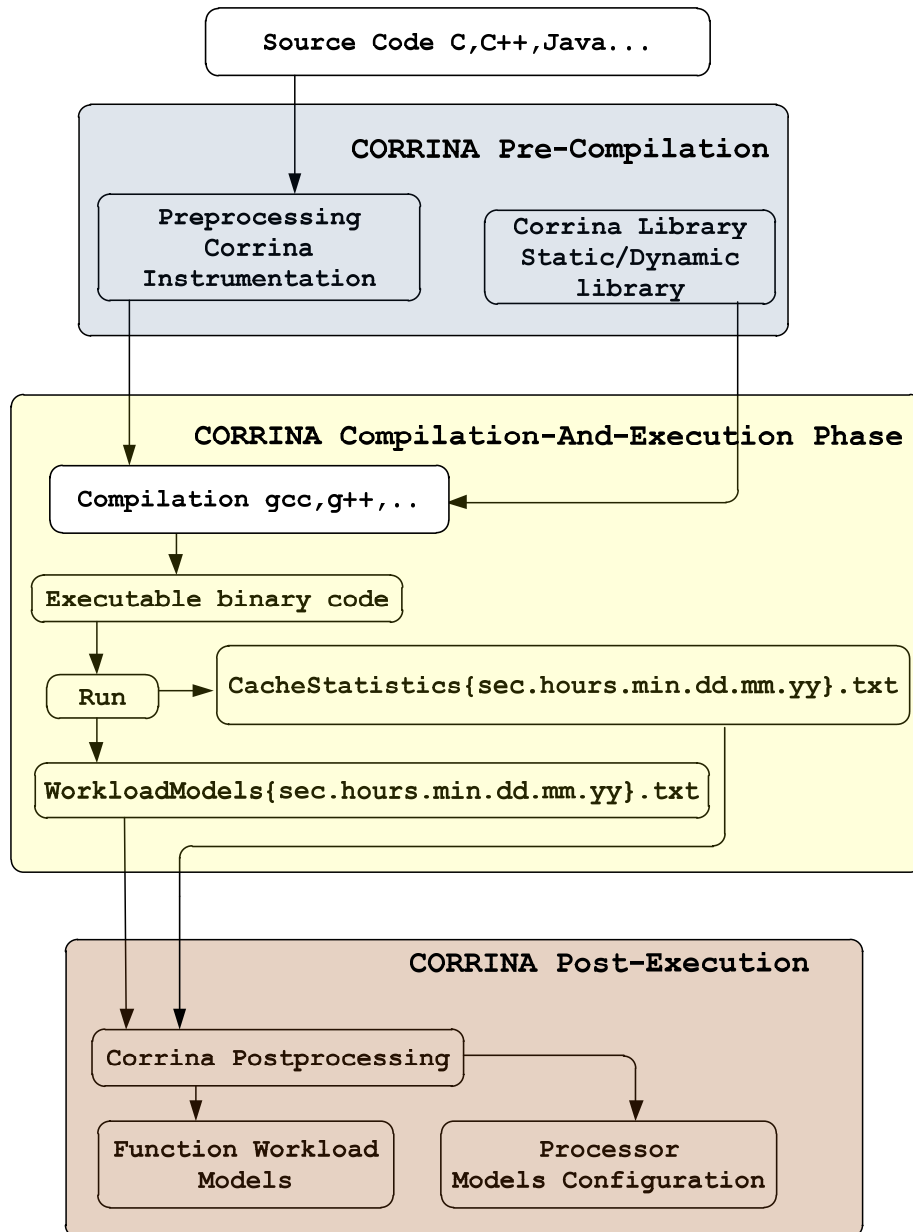 Source Code C,C++,Java...
CORRINA Pre-Compilation
Preprocessing
Corrina
Instrumentation
Corrina Library
Static/Dynamic
library
CORRINA Compilation-And-Execution Phase
Compilation gcc,g++,..
Executable binary code
Run
CacheStatistics{sec.hours.min.dd.mm.yy}.txt
WorkloadModels{sec.hours.min.dd.mm.yy}.txt
CORRINA Post-Execution
Corrina Postprocessing
Function Workload
Models
Processor
Models Configuration